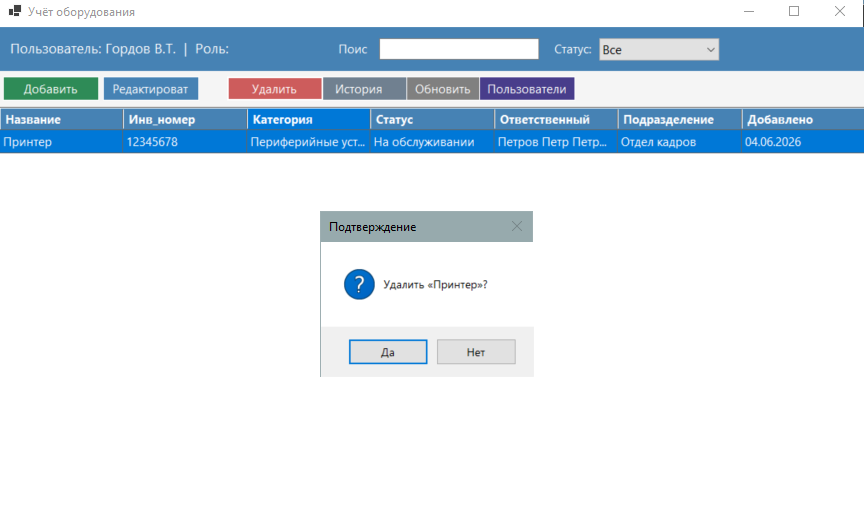 Учёт оборудования
Пользователь: Гордов В.Т. | Роль: Поиск Статус: Все
Добавить Редактироват Удалить История Обновить Пользователи
Название Инв_номер Категория Статус Ответственный Подразделение Добавлено
Принтер 12345678 Периферийные уст... На обслуживании Петров Петр Петр... Отдел кадров 04.06.2026
Подтверждение
Удалить «Принтер»?
Да Нет